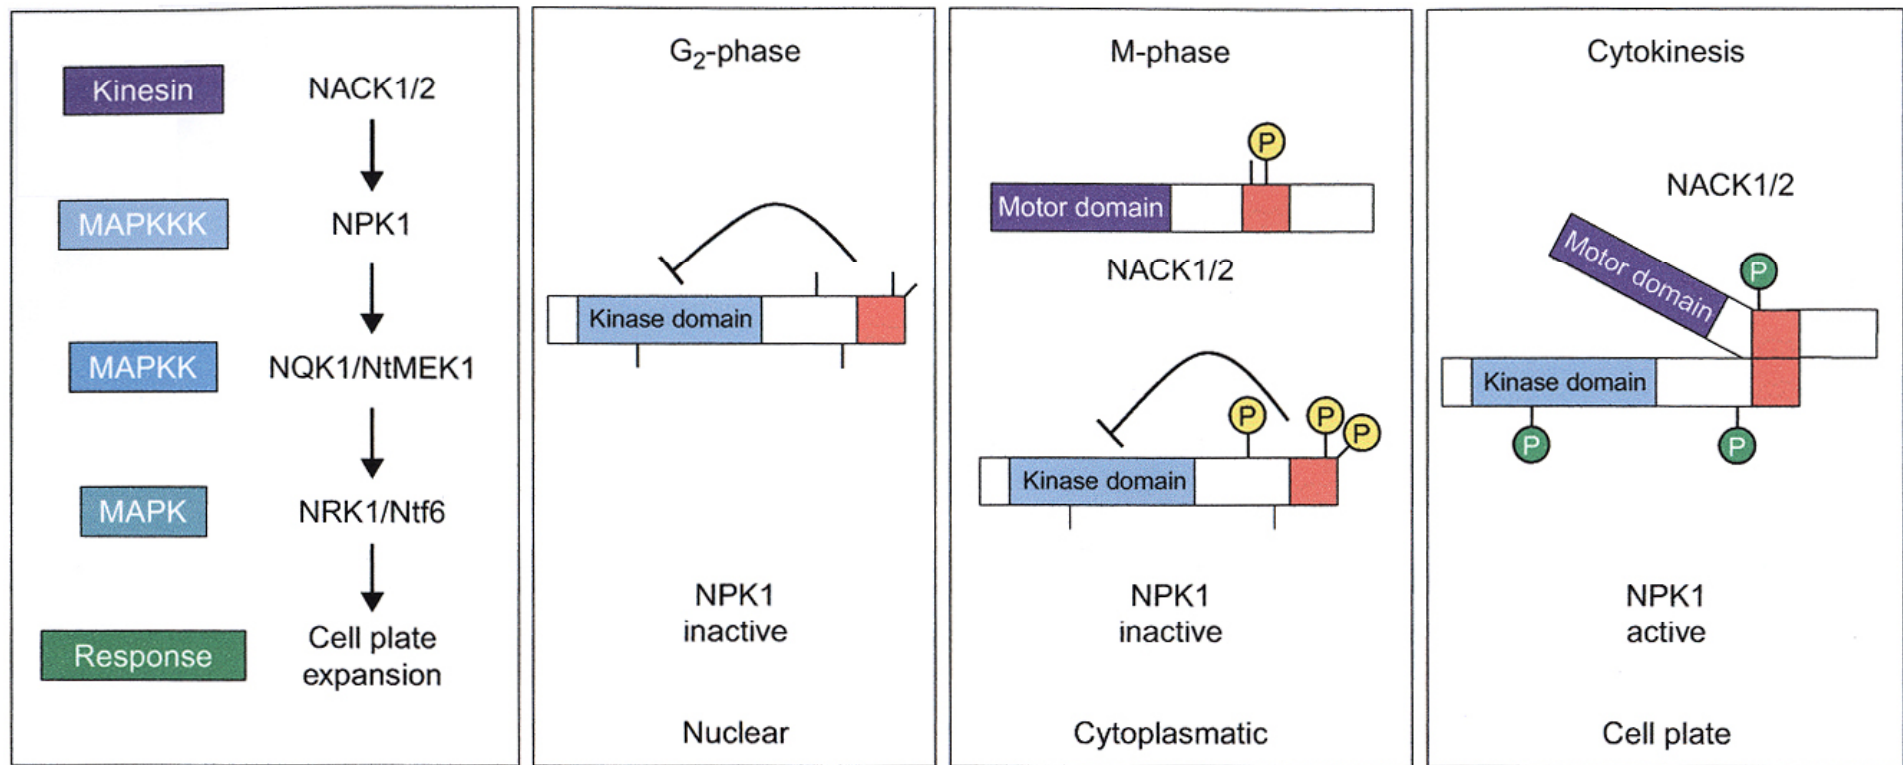 Kinesin NACK1/2
MAPKKK NPK1
MAPKK NQK1/NtMEK1
MAPK NRK1/Ntf6
Response Cell plate
expansion
G2-phase
Kinase domain
NPK1
inactive
Nuclear
M-phase
P
Motor domain
NACK1/2
P P P
Kinase domain
NPK1
inactive
Cytoplasmatic
Cytokinesis
NACK1/2
Motor domain
P
Kinase domain
P P
NPK1
active
Cell plate